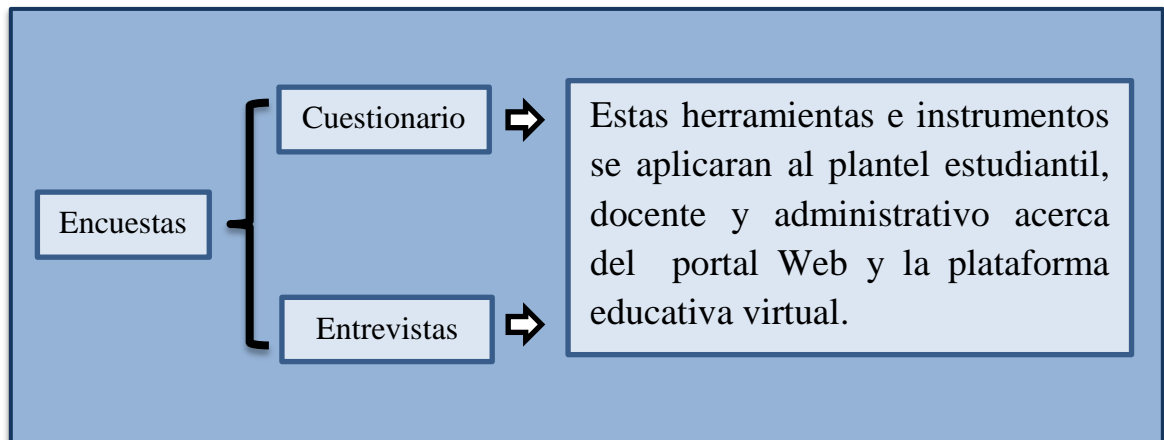 Encuestas
Cuestionario
Entrevistas
Estas herramientas e instrumentos
se aplicaran al plantel estudiantil,
docente y administrativo acerca
del portal Web y la plataforma
educativa virtual.